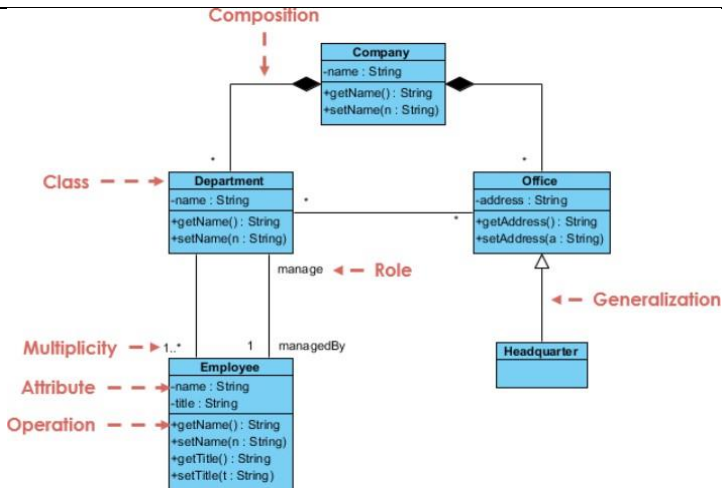 Composition
Company
-name : String
+getName() : String
+setName(n : String)
*
*
Class
Department
-name : String
+getName() : String
+setName(n : String)
*
*
Office
-address : String
+getAddress() : String
+setAddress(a : String)
manage
Role
Generalization
Multiplicity
1..*
1
managedBy
Headquarter
Employee
Attribute
-name : String
-title : String
Operation
+getName() : String
+setName(n : String)
+getTitle() : String
+setTitle(t : String)